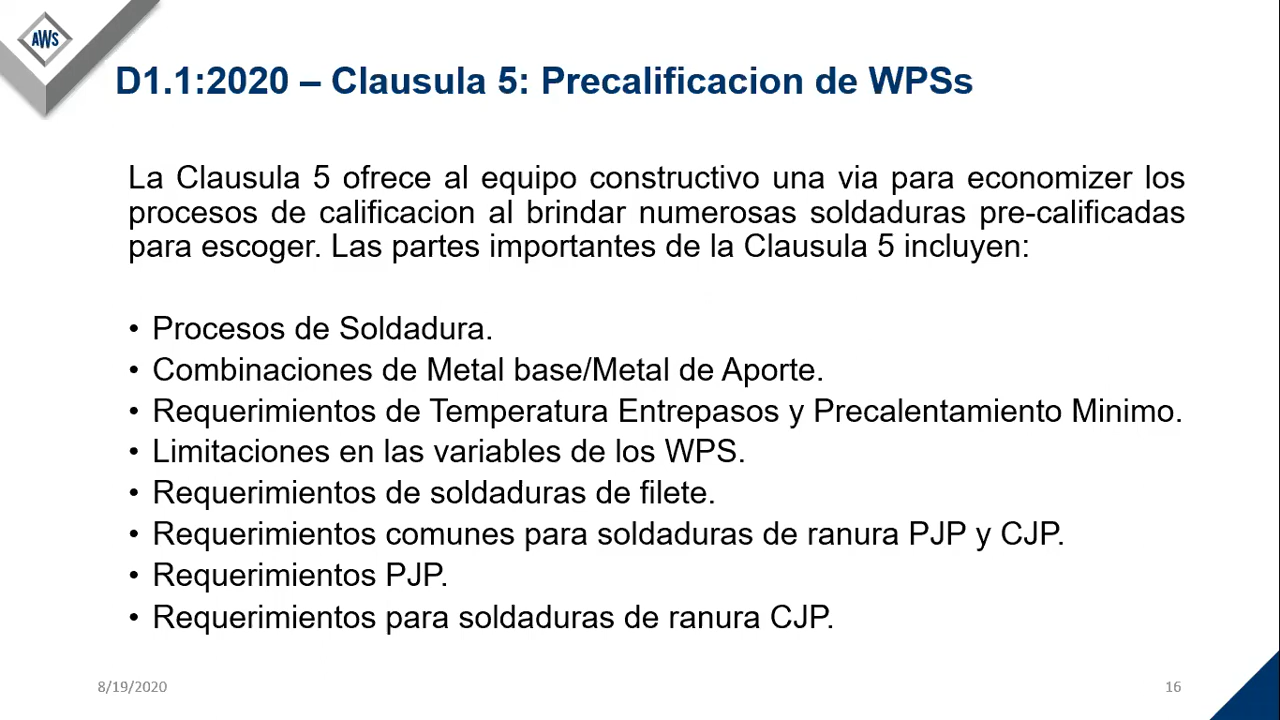 AWS
D1.1:2020 – Clausula 5: Precalificacion de WPSs
La Clausula 5 ofrece al equipo constructivo una via para economizer los
procesos de calificacion al brindar numerosas soldaduras pre-calificadas
para escoger. Las partes importantes de la Clausula 5 incluyen:
• Procesos de Soldadura.
• Combinaciones de Metal base/Metal de Aporte.
• Requerimientos de Temperatura Entrepasos y Precalentamiento Minimo.
• Limitaciones en las variables de los WPS.
• Requerimientos de soldaduras de filete.
• Requerimientos comunes para soldaduras de ranura PJP y CJP.
• Requerimientos PJP.
• Requerimientos para soldaduras de ranura CJP.
8/19/2020
16